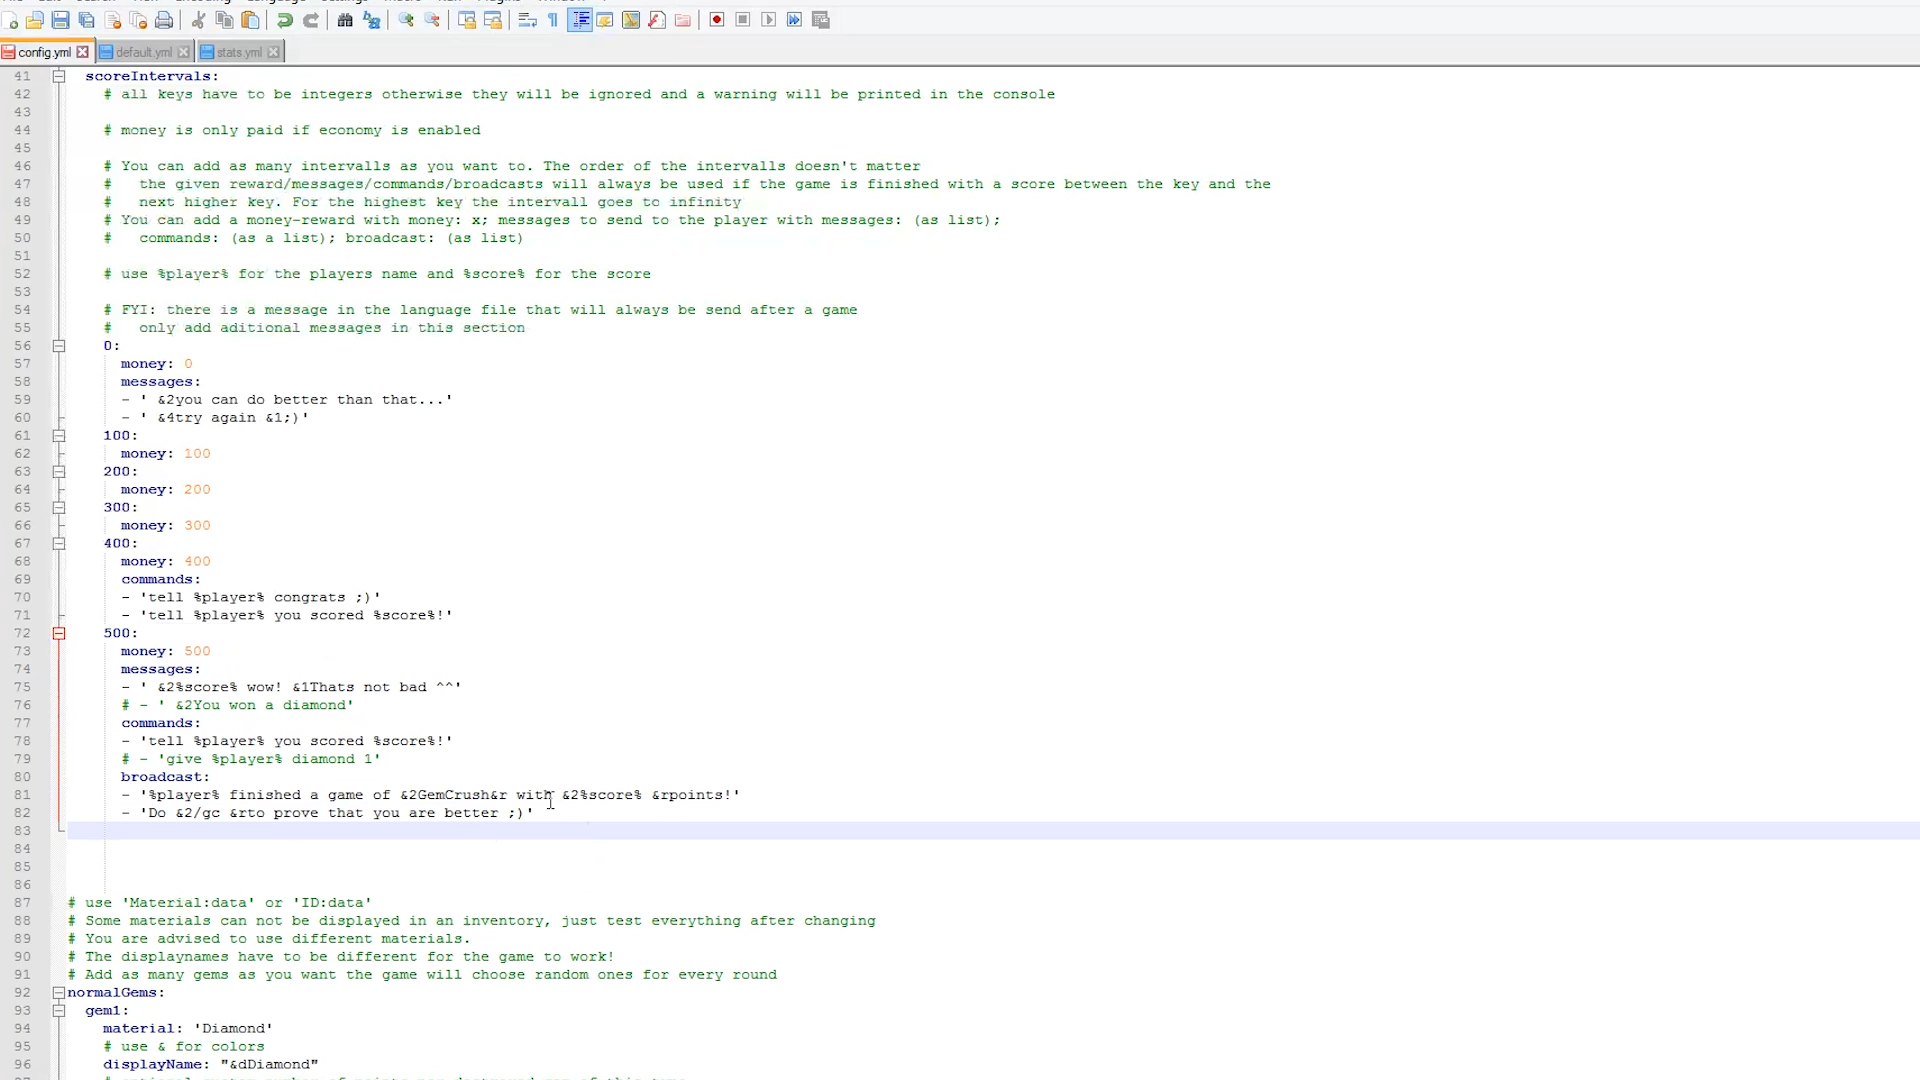 config.yml default.yml stats.yml
41 scoreIntervals:
42 # all keys have to be integers otherwise they will be ignored and a warning will be printed in the console
43
44 # money is only paid if economy is enabled
45
46 # You can add as many intervalls as you want to. The order of the intervalls doesn't matter
47 #   the given reward/messages/commands/broadcasts will always be used if the game is finished with a score between the key and the
48 #   next higher key. For the highest key the intervall goes to infinity
49 # You can add a money-reward with money: x; messages to send to the player with messages: (as list);
50 #   commands: (as a list); broadcast: (as list)
51
52 # use %player% for the players name and %score% for the score
53
54 # FYI: there is a message in the language file that will always be send after a game
55 #   only add aditional messages in this section
56 0:
57 money: 0
58 messages:
59 - ' &2you can do better than that...'
60 - ' &4try again &1;)'
61 100:
62 money: 100
63 200:
64 money: 200
65 300:
66 money: 300
67 400:
68 money: 400
69 commands:
70 - 'tell %player% congrats ;)'
71 - 'tell %player% you scored %score%!'
72 500:
73 money: 500
74 messages:
75 - ' &2%score% wow! &1Thats not bad ^^'
76 # - ' &2You won a diamond'
77 commands:
78 - 'tell %player% you scored %score%!'
79 # - 'give %player% diamond 1'
80 broadcast:
81 - '%player% finished a game of &2GemCrush&r with &2%score% &rpoints!'
82 - 'Do &2/gc &rto prove that you are better ;)'
83
84
85
86
87 # use 'Material:data' or 'ID:data'
88 # Some materials can not be displayed in an inventory, just test everything after changing
89 # You are advised to use different materials.
90 # The displaynames have to be different for the game to work!
91 # Add as many gems as you want the game will choose random ones for every round
92 normalGems:
93 gem1:
94 material: 'Diamond'
95 # use & for colors
96 displayName: "&dDiamond"